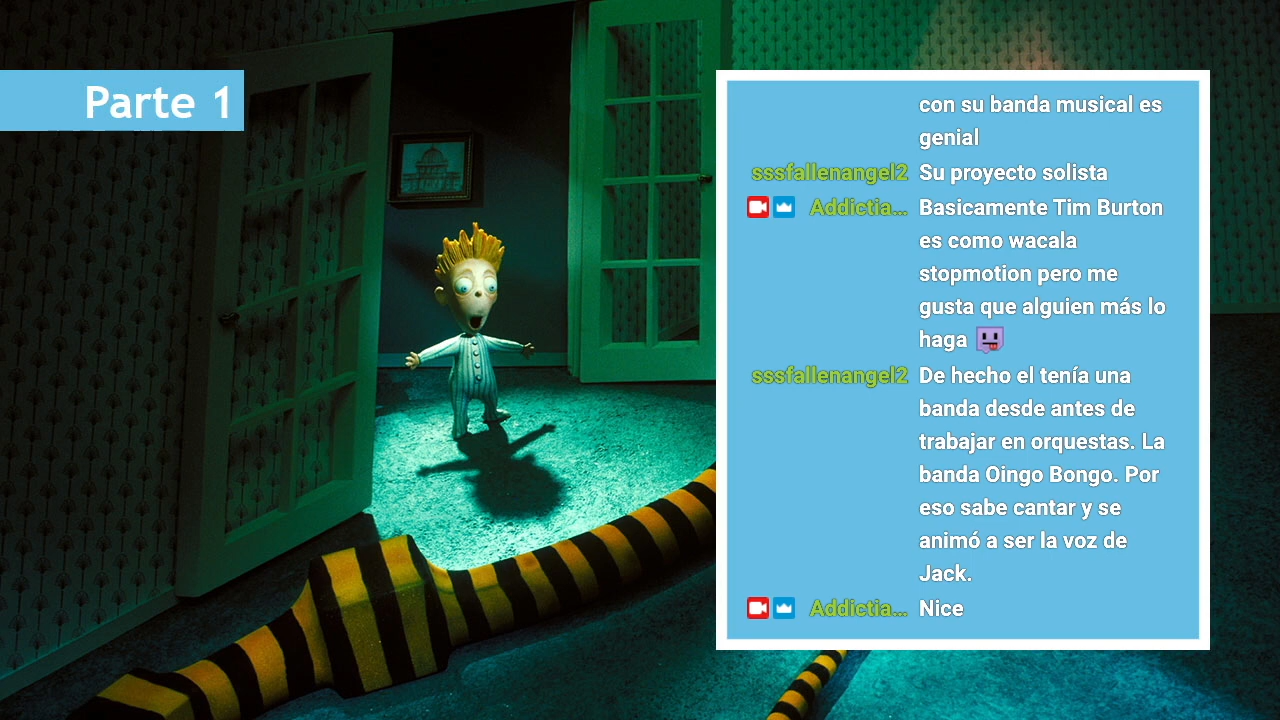 Parte 1
con su banda musical es
genial
sssfallenangel2 Su proyecto solista
Addictia... Basicamente Tim Burton
es como wacala
stopmotion pero me
gusta que alguien más lo
haga
sssfallenangel2 De hecho el tenía una
banda desde antes de
trabajar en orquestas. La
banda Oingo Bongo. Por
eso sabe cantar y se
animó a ser la voz de
Jack.
Addictia... Nice